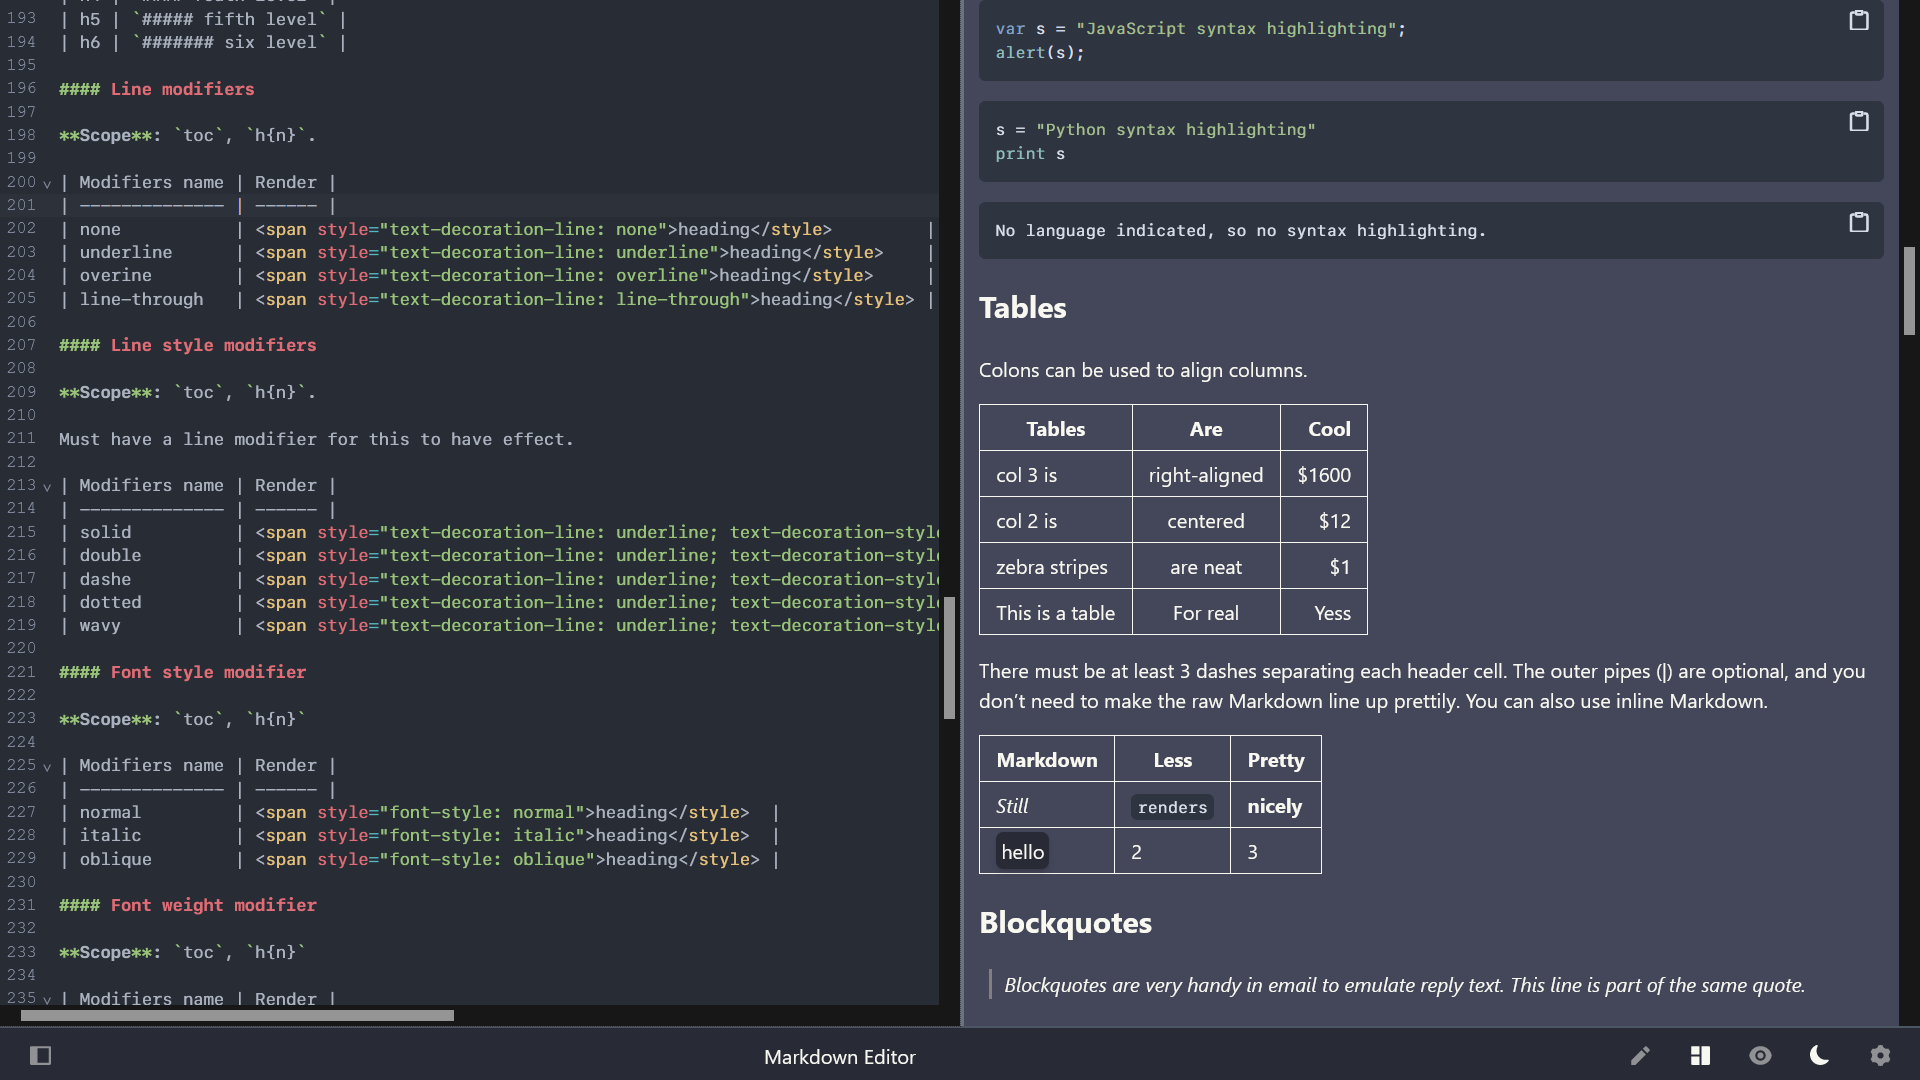 193 | h5 | `##### fifth level` |
194 | h6 | `####### six level` |
195
196 #### Line modifiers
197
198 **Scope**: `toc`, `h{n}`.
199
200 | Modifiers name | Render |
201 | -------------- | ------ |
202 | none | <span style="text-decoration-line: none">heading</style> |
203 | underline | <span style="text-decoration-line: underline">heading</style> |
204 | overine | <span style="text-decoration-line: overline">heading</style> |
205 | line-through | <span style="text-decoration-line: line-through">heading</style> |
206
207 #### Line style modifiers
208
209 **Scope**: `toc`, `h{n}`.
210
211 Must have a line modifier for this to have effect.
212
213 | Modifiers name | Render |
214 | -------------- | ------ |
215 | solid | <span style="text-decoration-line: underline; text-decoration-styl
216 | double | <span style="text-decoration-line: underline; text-decoration-styl
217 | dashe | <span style="text-decoration-line: underline; text-decoration-styl
218 | dotted | <span style="text-decoration-line: underline; text-decoration-styl
219 | wavy | <span style="text-decoration-line: underline; text-decoration-styl
220
221 #### Font style modifier
222
223 **Scope**: `toc`, `h{n}`
224
225 | Modifiers name | Render |
226 | -------------- | ------ |
227 | normal | <span style="font-style: normal">heading</style> |
228 | italic | <span style="font-style: italic">heading</style> |
229 | oblique | <span style="font-style: oblique">heading</style> |
230
231 #### Font weight modifier
232
233 **Scope**: `toc`, `h{n}`
234
235 | Modifiers name | Render |
var s = "JavaScript syntax highlighting";
alert(s);
s = "Python syntax highlighting"
print s
No language indicated, so no syntax highlighting.
Tables
Colons can be used to align columns.
Tables Are Cool
col 3 is right-aligned $1600
col 2 is centered $12
zebra stripes are neat $1
This is a table For real Yess
There must be at least 3 dashes separating each header cell. The outer pipes (|) are optional, and you
don’t need to make the raw Markdown line up prettily. You can also use inline Markdown.
Markdown Less Pretty
Still renders nicely
hello 2 3
Blockquotes
Blockquotes are very handy in email to emulate reply text. This line is part of the same quote.
Markdown Editor